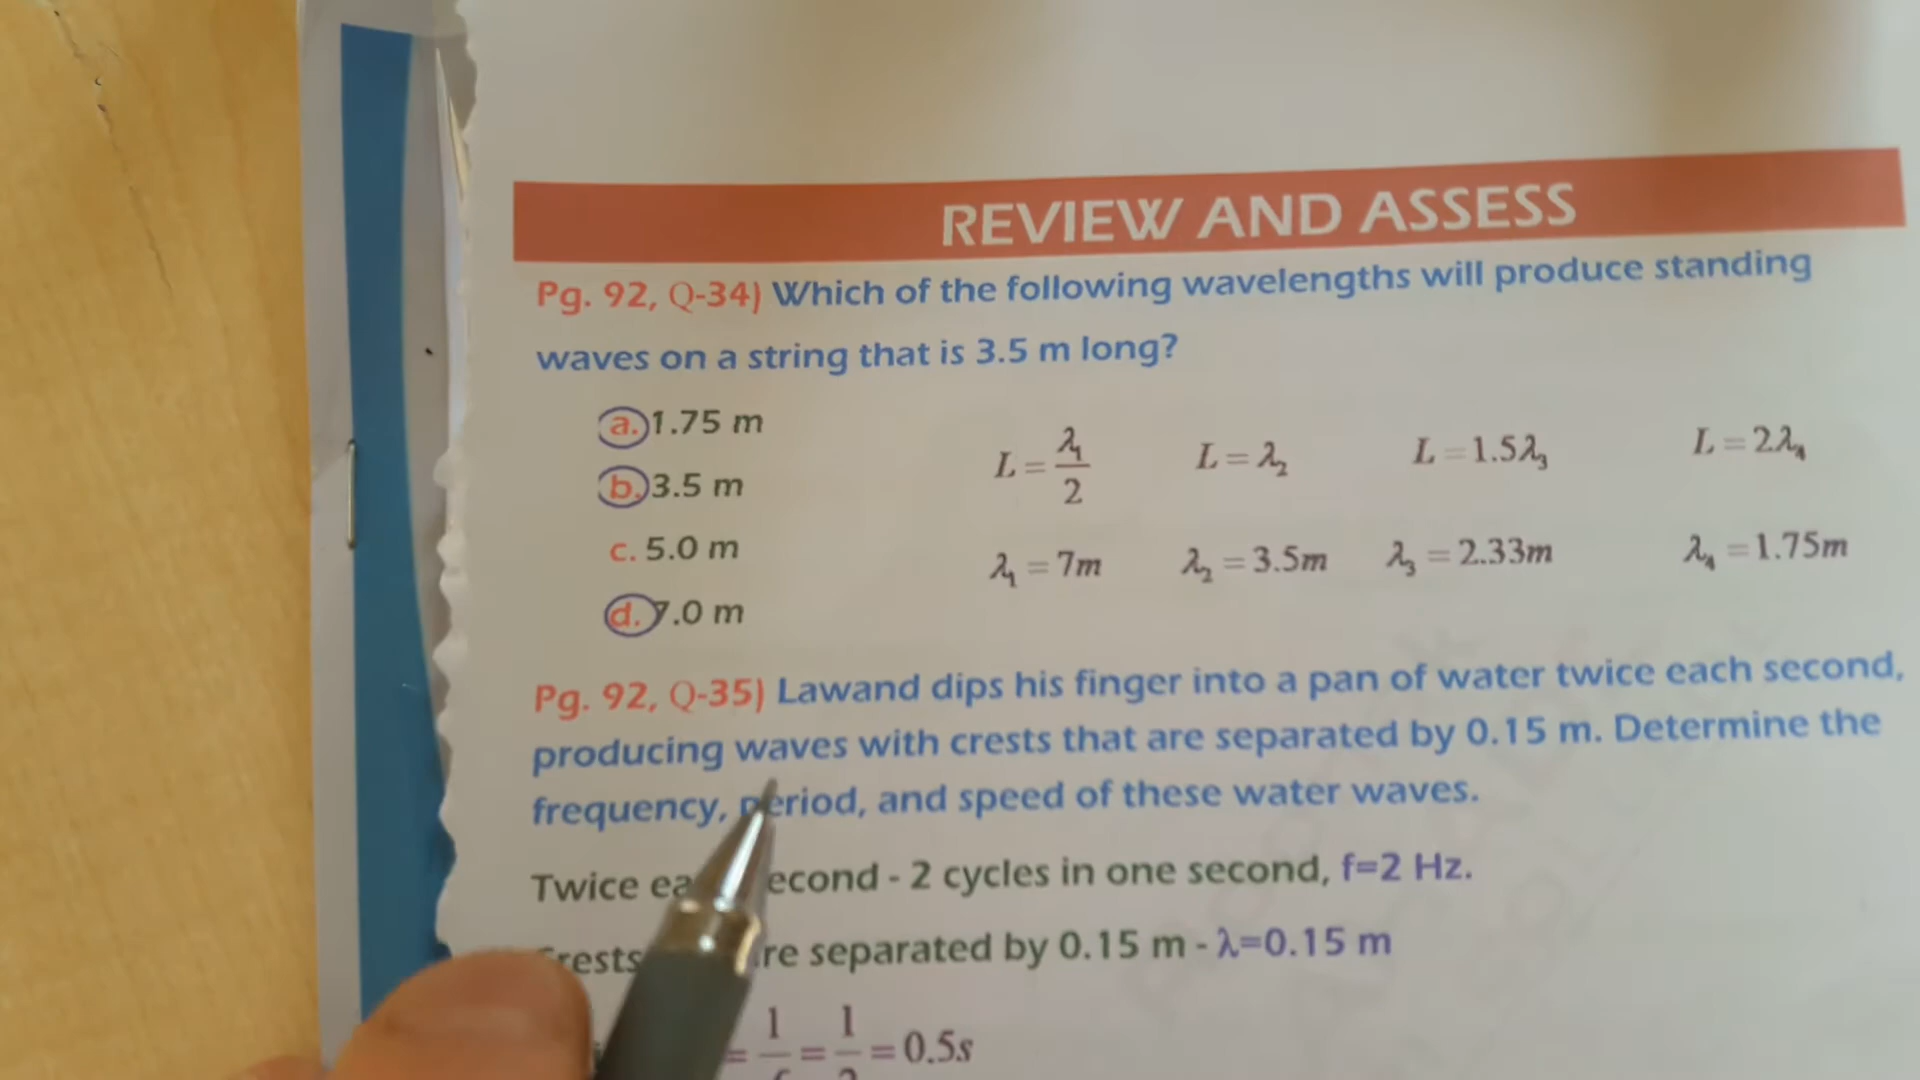 REVIEW AND ASSESS
Pg. 92, Q-34) Which of the following wavelengths will produce standing
waves on a string that is 3.5 m long?
a. 1.75 m
b. 3.5 m
c. 5.0 m
d. 7.0 m
L = λ₁/2 L = λ₂ L = 1.5λ₃ L = 2λ₄
λ₁ = 7m λ₂ = 3.5m λ₃ = 2.33m λ₄ = 1.75m
Pg. 92, Q-35) Lawand dips his finger into a pan of water twice each second,
producing waves with crests that are separated by 0.15 m. Determine the
frequency, period, and speed of these water waves.
Twice ea econd - 2 cycles in one second, f=2 Hz.
rests re separated by 0.15 m - λ=0.15 m
= 1/f = 1/2 = 0.5s